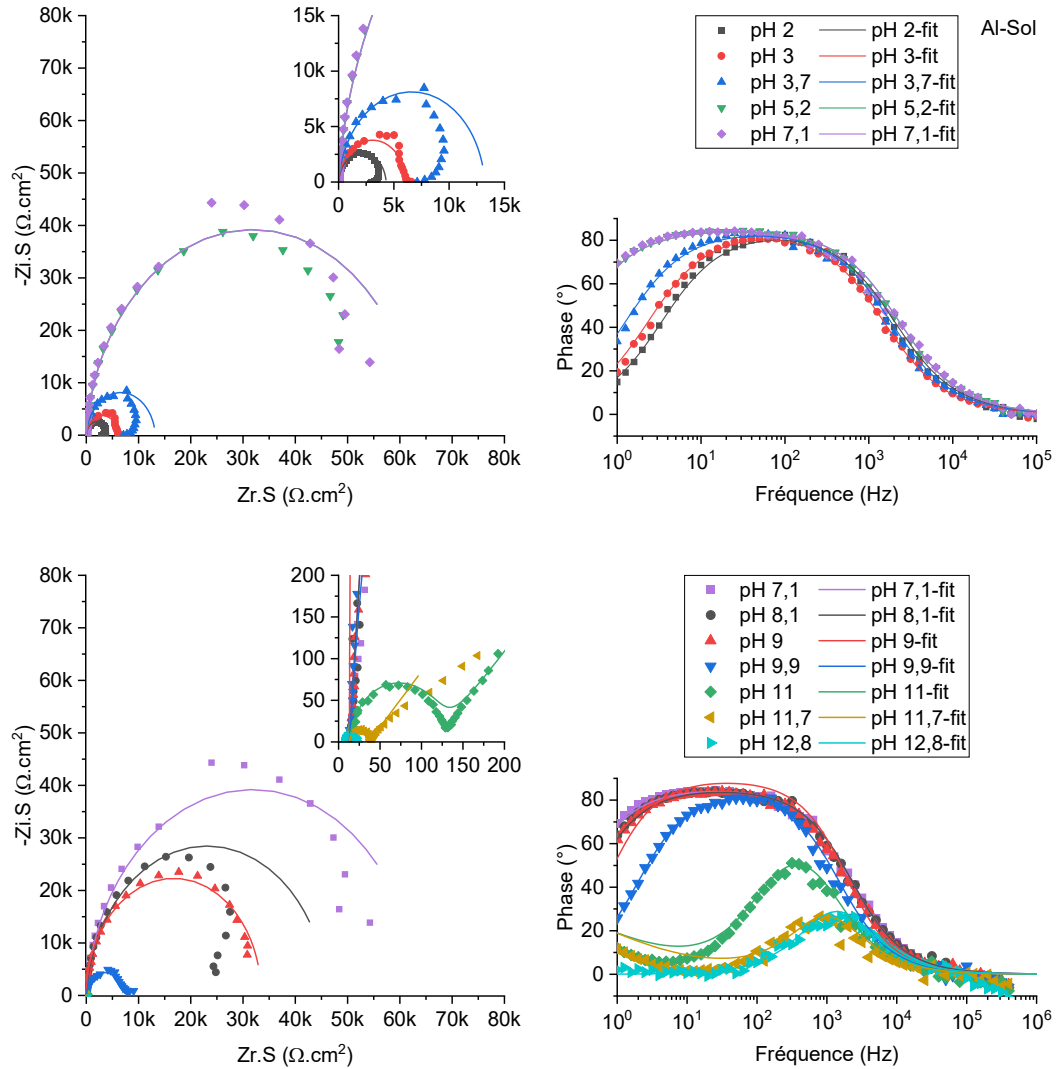 Al-Sol
pH 2 pH 2-fit
pH 3 pH 3-fit
pH 3,7 pH 3,7-fit
pH 5,2 pH 5,2-fit
pH 7,1 pH 7,1-fit
80k
70k
60k
50k
40k
30k
20k
10k
0
0 10k 20k 30k 40k 50k 60k 70k 80k
-Zi.S (Ω.cm²)
Zr.S (Ω.cm²)
15k
10k
5k
0
0 5k 10k 15k
80
60
40
20
0
10⁰ 10¹ 10² 10³ 10⁴ 10⁵
Phase (°)
Fréquence (Hz)
80k
70k
60k
50k
40k
30k
20k
10k
0
0 10k 20k 30k 40k 50k 60k 70k 80k
-Zi.S (Ω.cm²)
Zr.S (Ω.cm²)
200
150
100
50
0
0 50 100 150 200
pH 7,1 pH 7,1-fit
pH 8,1 pH 8,1-fit
pH 9 pH 9-fit
pH 9,9 pH 9,9-fit
pH 11 pH 11-fit
pH 11,7 pH 11,7-fit
pH 12,8 pH 12,8-fit
80
60
40
20
0
10⁰ 10¹ 10² 10³ 10⁴ 10⁵ 10⁶
Phase (°)
Fréquence (Hz)